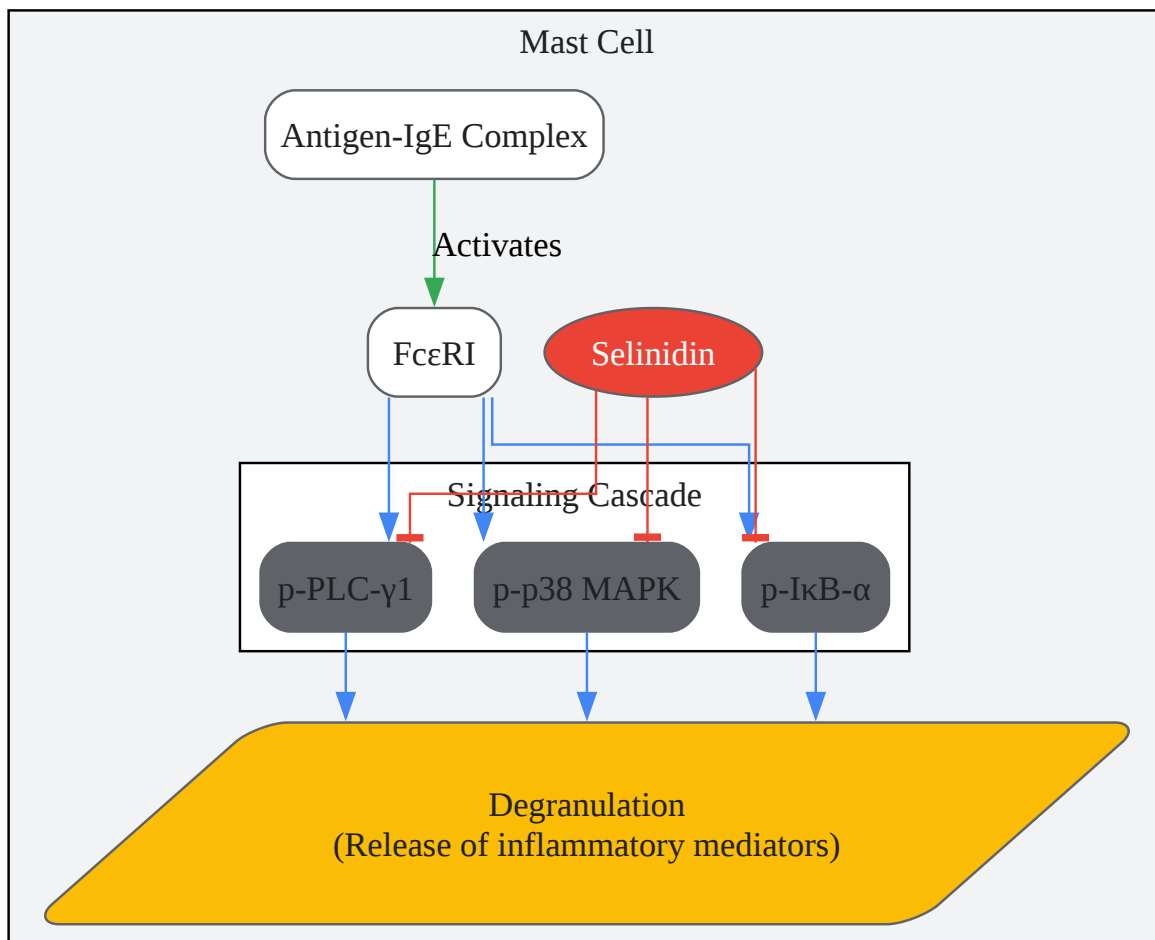 Mast Cell
Antigen-IgE Complex
Activates
FcεRI
Selinidin
Signaling Cascade
p-PLC-γ1
p-p38 MAPK
p-IκB-α
Degranulation
(Release of inflammatory mediators)